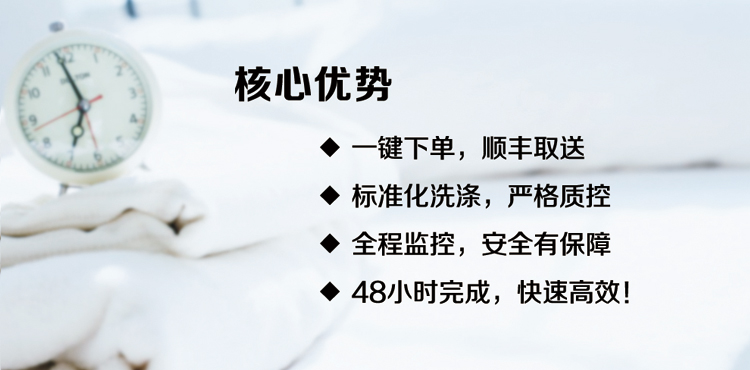 核心优势
◆ 一键下单，顺丰取送
◆ 标准化洗涤，严格质控
◆ 全程监控，安全有保障
◆ 48小时完成，快速高效！